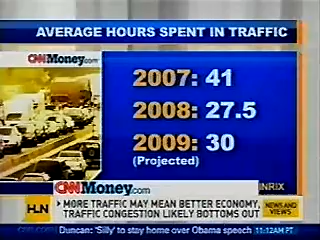 AVERAGE HOURS SPENT IN TRAFFIC
CNNMoney.com
2007: 41
2008: 27.5
2009: 30
(Projected)
CNNMoney.com
INRIX
HLN
MORE TRAFFIC MAY MEAN BETTER ECONOMY,
TRAFFIC CONGESTION LIKELY BOTTOMS OUT
NEWS AND
VIEWS
cnn.com Duncan: 'Silly' to stay home over Obama speech 11:12AM PT